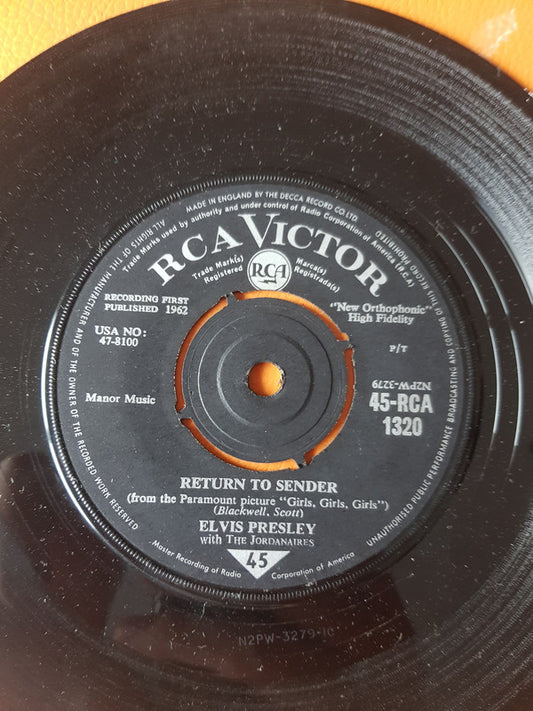 MADE IN ENGLAND BY THE DECCA RECORD CO. LTD.
Trade Marks used by authority and under control of Radio Corporation of America (R.C.A.)
ALL RIGHTS OF THE MANUFACTURER AND OF THE OWNER OF THE RECORDED WORK RESERVED
UNAUTHORISED PUBLIC PERFORMANCE BROADCASTING AND COPYING OF THIS RECORD PROHIBITED
RCA VICTOR
Trade Mark(s)
Registered
RCA
Marca(s)
Registrada(s)
RECORDING FIRST
PUBLISHED 1962
"New Orthophonic"
High Fidelity
USA NO:
47-8100
P/T
N2PW-3279
Manor Music
45-RCA
1320
RETURN TO SENDER
(from the Paramount picture "Girls, Girls, Girls")
(Blackwell, Scott)
ELVIS PRESLEY
with THE JORDANAIRES
45
Master Recording of Radio Corporation of America